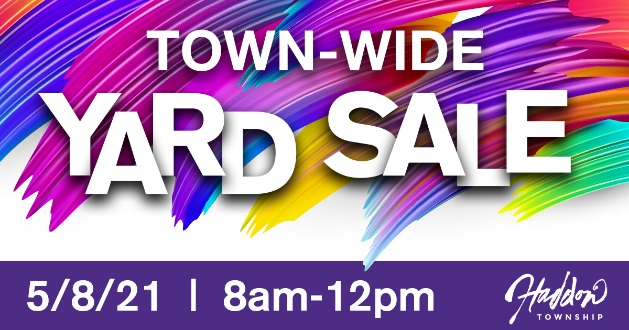 TOWN-WIDE
YARD SALE
5/8/21 | 8am-12pm
Haddon
TOWNSHIP